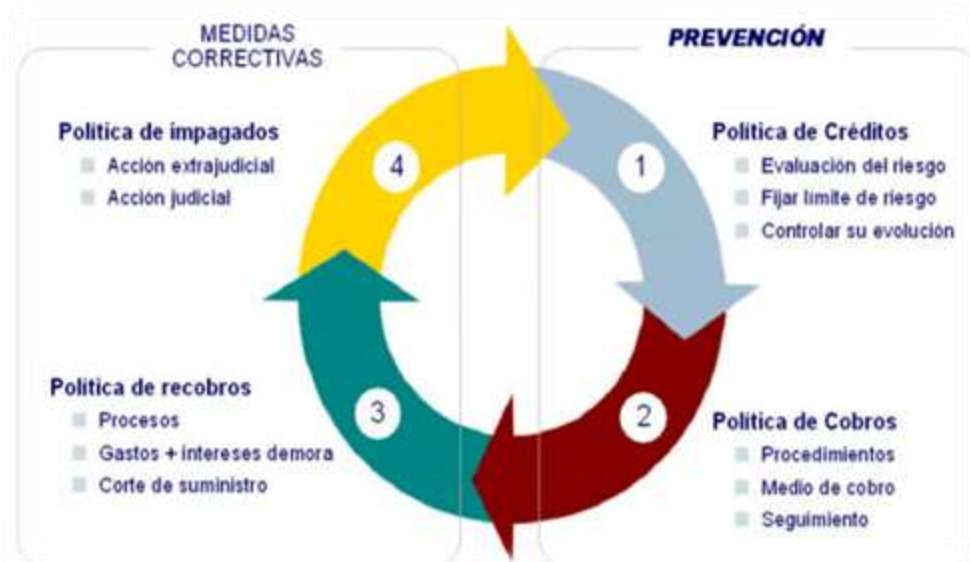 MEDIDAS
CORRECTIVAS
PREVENCIÓN
Política de impagados
Acción extrajudicial
Acción judicial
4
1
Política de Créditos
Evaluación del riesgo
Fijar límite de riesgo
Controlar su evolución
Política de recobros
Procesos
Gastos + intereses demora
Corte de suministro
3
2
Política de Cobros
Procedimientos
Medio de cobro
Seguimiento